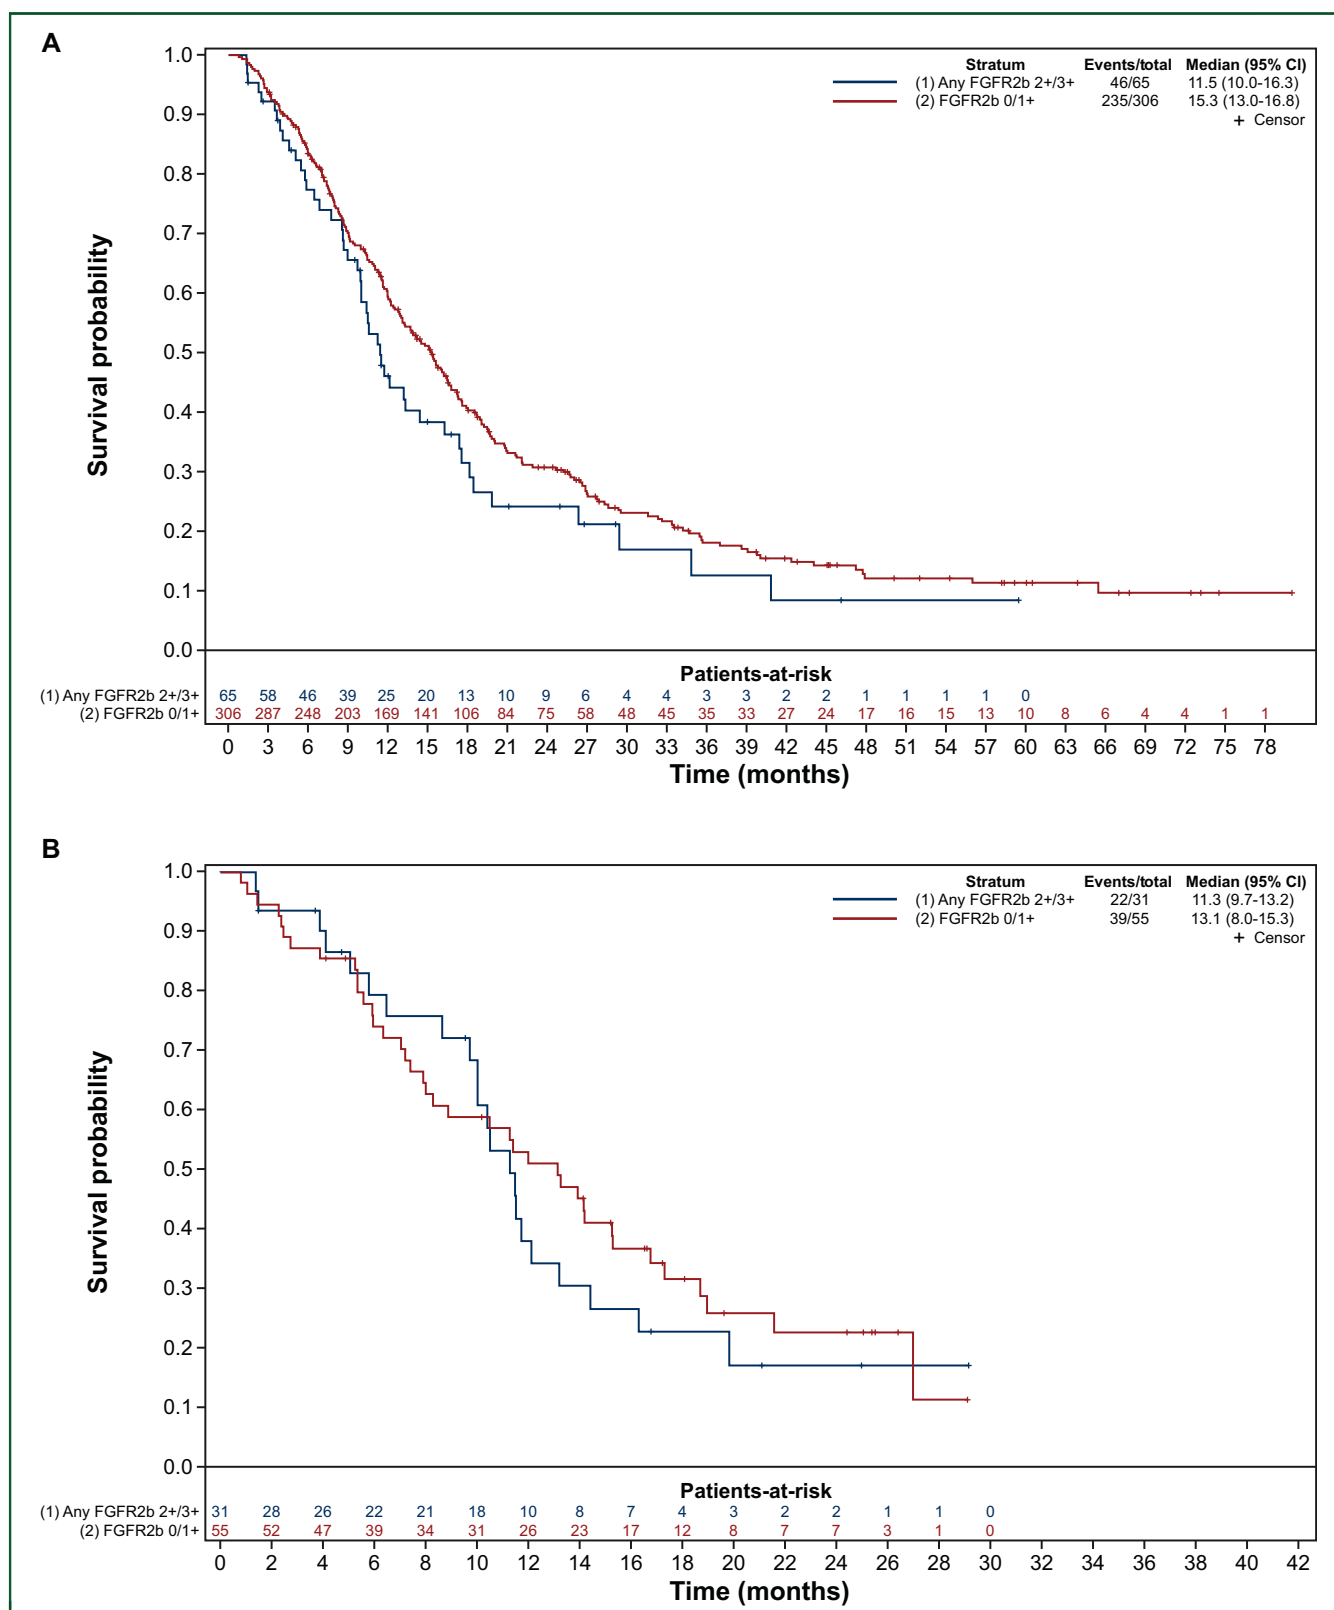 A
Stratum Events/total Median (95% CI)
(1) Any FGFR2b 2+/3+ 46/65 11.5 (10.0-16.3)
(2) FGFR2b 0/1+ 235/306 15.3 (13.0-16.8)
+ Censor
Survival probability
1.0
0.9
0.8
0.7
0.6
0.5
0.4
0.3
0.2
0.1
0.0
Patients-at-risk
(1) Any FGFR2b 2+/3+ 65 58 46 39 25 20 13 10 9 6 4 4 3 3 2 2 1 1 1 1 0
(2) FGFR2b 0/1+ 306 287 248 203 169 141 106 84 75 58 48 45 35 33 27 24 17 16 15 13 10 8 6 4 4 1 1
0 3 6 9 12 15 18 21 24 27 30 33 36 39 42 45 48 51 54 57 60 63 66 69 72 75 78
Time (months)
B
Stratum Events/total Median (95% CI)
(1) Any FGFR2b 2+/3+ 22/31 11.3 (9.7-13.2)
(2) FGFR2b 0/1+ 39/55 13.1 (8.0-15.3)
+ Censor
Survival probability
1.0
0.9
0.8
0.7
0.6
0.5
0.4
0.3
0.2
0.1
0.0
Patients-at-risk
(1) Any FGFR2b 2+/3+ 31 28 26 22 21 18 10 8 7 4 3 2 2 1 1 0
(2) FGFR2b 0/1+ 55 52 47 39 34 31 26 23 17 12 8 7 7 3 1 0
0 2 4 6 8 10 12 14 16 18 20 22 24 26 28 30 32 34 36 38 40 42
Time (months)